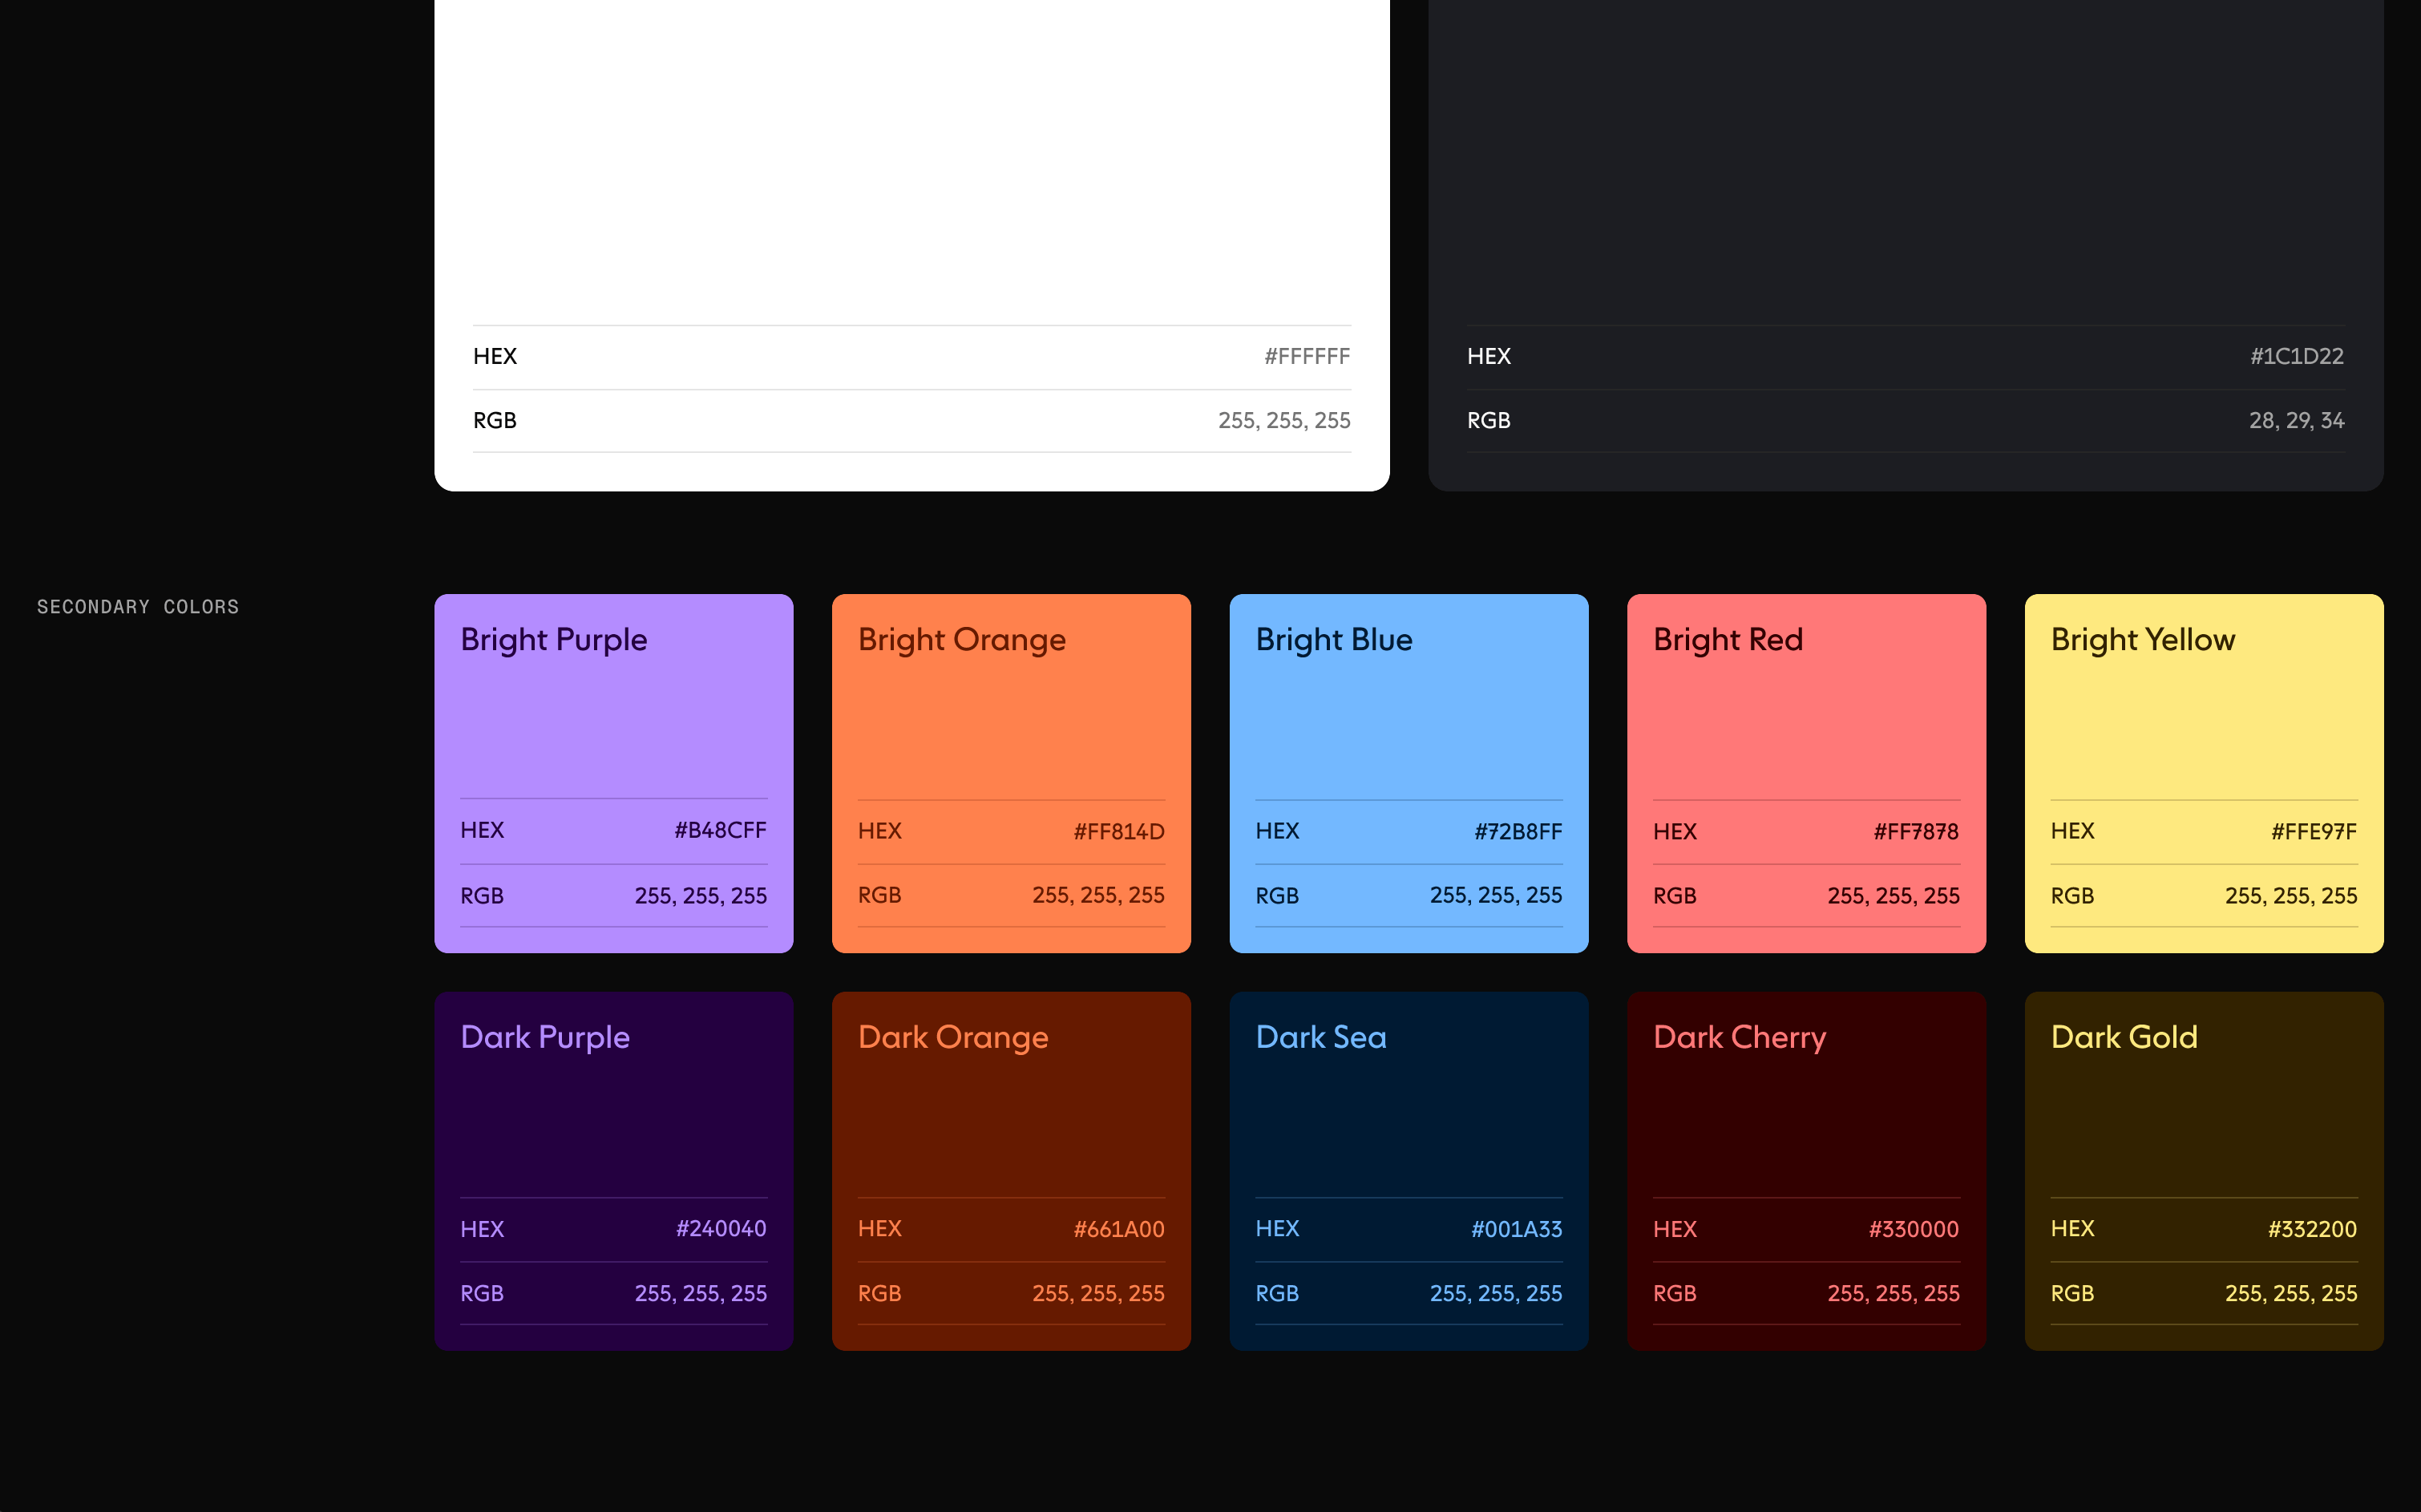 HEX #FFFFFF
RGB 255, 255, 255
HEX #1C1D22
RGB 28, 29, 34
SECONDARY COLORS
Bright Purple
HEX #B48CFF
RGB 255, 255, 255
Bright Orange
HEX #FF814D
RGB 255, 255, 255
Bright Blue
HEX #72B8FF
RGB 255, 255, 255
Bright Red
HEX #FF7878
RGB 255, 255, 255
Bright Yellow
HEX #FFE97F
RGB 255, 255, 255
Dark Purple
HEX #240040
RGB 255, 255, 255
Dark Orange
HEX #661A00
RGB 255, 255, 255
Dark Sea
HEX #001A33
RGB 255, 255, 255
Dark Cherry
HEX #330000
RGB 255, 255, 255
Dark Gold
HEX #332200
RGB 255, 255, 255